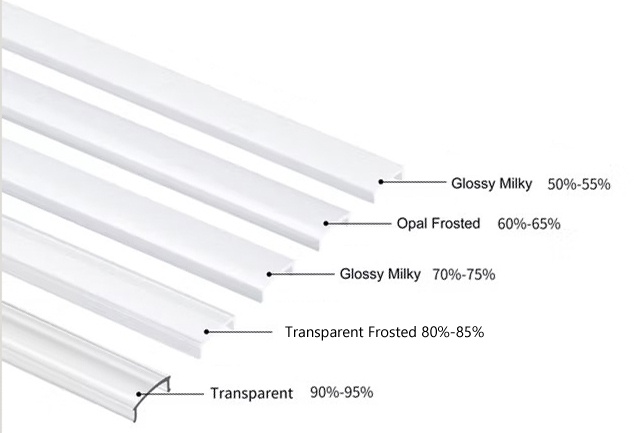 Glossy Milky 50%-55%
Opal Frosted 60%-65%
Glossy Milky 70%-75%
Transparent Frosted 80%-85%
Transparent 90%-95%